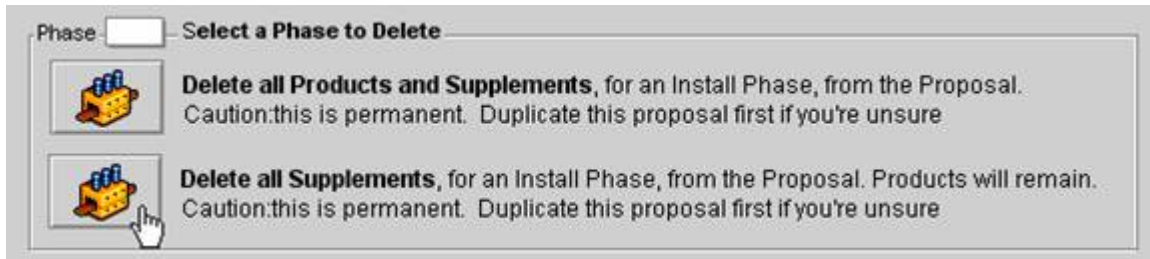 Phase Select a Phase to Delete
Delete all Products and Supplements, for an Install Phase, from the Proposal.
Caution:this is permanent. Duplicate this proposal first if you're unsure
Delete all Supplements, for an Install Phase, from the Proposal. Products will remain.
Caution:this is permanent. Duplicate this proposal first if you're unsure